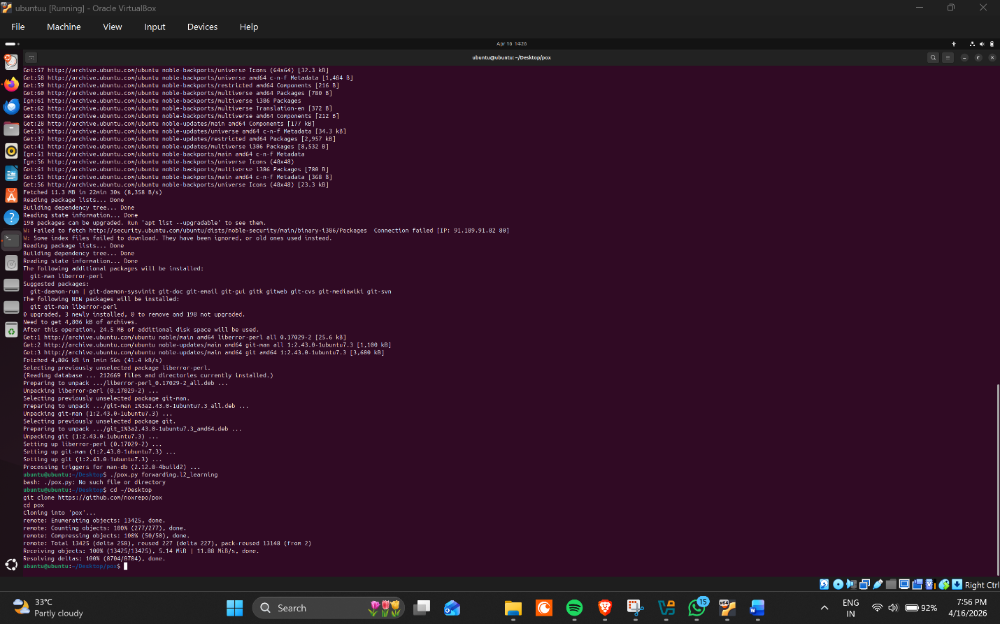 ubuntuu [Running] - Oracle VirtualBox
File Machine View Input Devices Help
Apr 16 14:26
ubuntu@ubuntu: ~/Desktop/pox
Get:57 http://archive.ubuntu.com/ubuntu noble-backports/universe Icons (64x64) [32.3 kB]
Get:58 http://archive.ubuntu.com/ubuntu noble-backports/universe amd64 c-n-f Metadata [1,484 B]
Get:59 http://archive.ubuntu.com/ubuntu noble-backports/restricted amd64 Components [216 B]
Get:60 http://archive.ubuntu.com/ubuntu noble-backports/multiverse amd64 Packages [780 B]
Ign:61 http://archive.ubuntu.com/ubuntu noble-backports/multiverse i386 Packages
Get:62 http://archive.ubuntu.com/ubuntu noble-backports/multiverse Translation-en [372 B]
Get:63 http://archive.ubuntu.com/ubuntu noble-backports/multiverse amd64 Components [212 B]
Get:28 http://archive.ubuntu.com/ubuntu noble-updates/main amd64 Components [177 kB]
Get:35 http://archive.ubuntu.com/ubuntu noble-updates/universe amd64 c-n-f Metadata [34.3 kB]
Get:37 http://archive.ubuntu.com/ubuntu noble-updates/restricted amd64 Packages [2,957 kB]
Get:41 http://archive.ubuntu.com/ubuntu noble-updates/multiverse i386 Packages [8,532 B]
Ign:51 http://archive.ubuntu.com/ubuntu noble-backports/main amd64 c-n-f Metadata
Ign:56 http://archive.ubuntu.com/ubuntu noble-backports/universe Icons (48x48)
Get:61 http://archive.ubuntu.com/ubuntu noble-backports/multiverse i386 Packages [780 B]
Get:51 http://archive.ubuntu.com/ubuntu noble-backports/main amd64 c-n-f Metadata [368 B]
Get:56 http://archive.ubuntu.com/ubuntu noble-backports/universe Icons (48x48) [23.3 kB]
Fetched 11.3 MB in 22min 30s (8,358 B/s)
Reading package lists... Done
Building dependency tree... Done
Reading state information... Done
198 packages can be upgraded. Run 'apt list --upgradable' to see them.
W: Failed to fetch http://security.ubuntu.com/ubuntu/dists/noble-security/main/binary-i386/Packages  Connection failed [IP: 91.189.91.82 80]
W: Some index files failed to download. They have been ignored, or old ones used instead.
Reading package lists... Done
Building dependency tree... Done
Reading state information... Done
The following additional packages will be installed:
  git-man liberror-perl
Suggested packages:
  git-daemon-run | git-daemon-sysvinit git-doc git-email git-gui gitk gitweb git-cvs git-mediawiki git-svn
The following NEW packages will be installed:
  git git-man liberror-perl
0 upgraded, 3 newly installed, 0 to remove and 198 not upgraded.
Need to get 4,806 kB of archives.
After this operation, 24.5 MB of additional disk space will be used.
Get:1 http://archive.ubuntu.com/ubuntu noble/main amd64 liberror-perl all 0.17029-2 [25.6 kB]
Get:2 http://archive.ubuntu.com/ubuntu noble-updates/main amd64 git-man all 1:2.43.0-1ubuntu7.3 [1,100 kB]
Get:3 http://archive.ubuntu.com/ubuntu noble-updates/main amd64 git amd64 1:2.43.0-1ubuntu7.3 [3,680 kB]
Fetched 4,806 kB in 1min 56s (41.4 kB/s)
Selecting previously unselected package liberror-perl.
(Reading database ... 212669 files and directories currently installed.)
Preparing to unpack .../liberror-perl_0.17029-2_all.deb ...
Unpacking liberror-perl (0.17029-2) ...
Selecting previously unselected package git-man.
Preparing to unpack .../git-man_1%3a2.43.0-1ubuntu7.3_all.deb ...
Unpacking git-man (1:2.43.0-1ubuntu7.3) ...
Selecting previously unselected package git.
Preparing to unpack .../git_1%3a2.43.0-1ubuntu7.3_amd64.deb ...
Unpacking git (1:2.43.0-1ubuntu7.3) ...
Setting up liberror-perl (0.17029-2) ...
Setting up git-man (1:2.43.0-1ubuntu7.3) ...
Setting up git (1:2.43.0-1ubuntu7.3) ...
Processing triggers for man-db (2.12.0-4build2) ...
ubuntu@ubuntu:~/Desktop$ ./pox.py forwarding.l2_learning
bash: ./pox.py: No such file or directory
ubuntu@ubuntu:~/Desktop$ cd ~/Desktop
git clone https://github.com/noxrepo/pox
cd pox
Cloning into 'pox'...
remote: Enumerating objects: 13425, done.
remote: Counting objects: 100% (277/277), done.
remote: Compressing objects: 100% (50/50), done.
remote: Total 13425 (delta 258), reused 227 (delta 227), pack-reused 13148 (from 2)
Receiving objects: 100% (13425/13425), 5.14 MiB | 11.88 MiB/s, done.
Resolving deltas: 100% (8704/8704), done.
ubuntu@ubuntu:~/Desktop/pox$
Right Ctrl
33°C
Partly cloudy
Search
15
x64
ENG
IN
92%
7:56 PM
4/16/2026